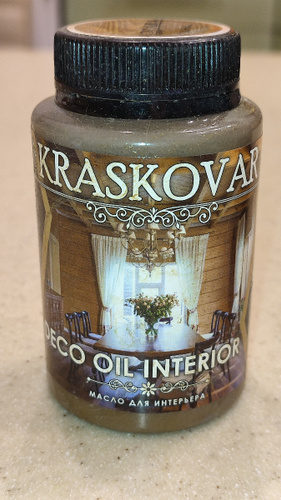 KRASKOVAR
DECO OIL INTERIOR
МАСЛО ДЛЯ ИНТЕРЬЕРА